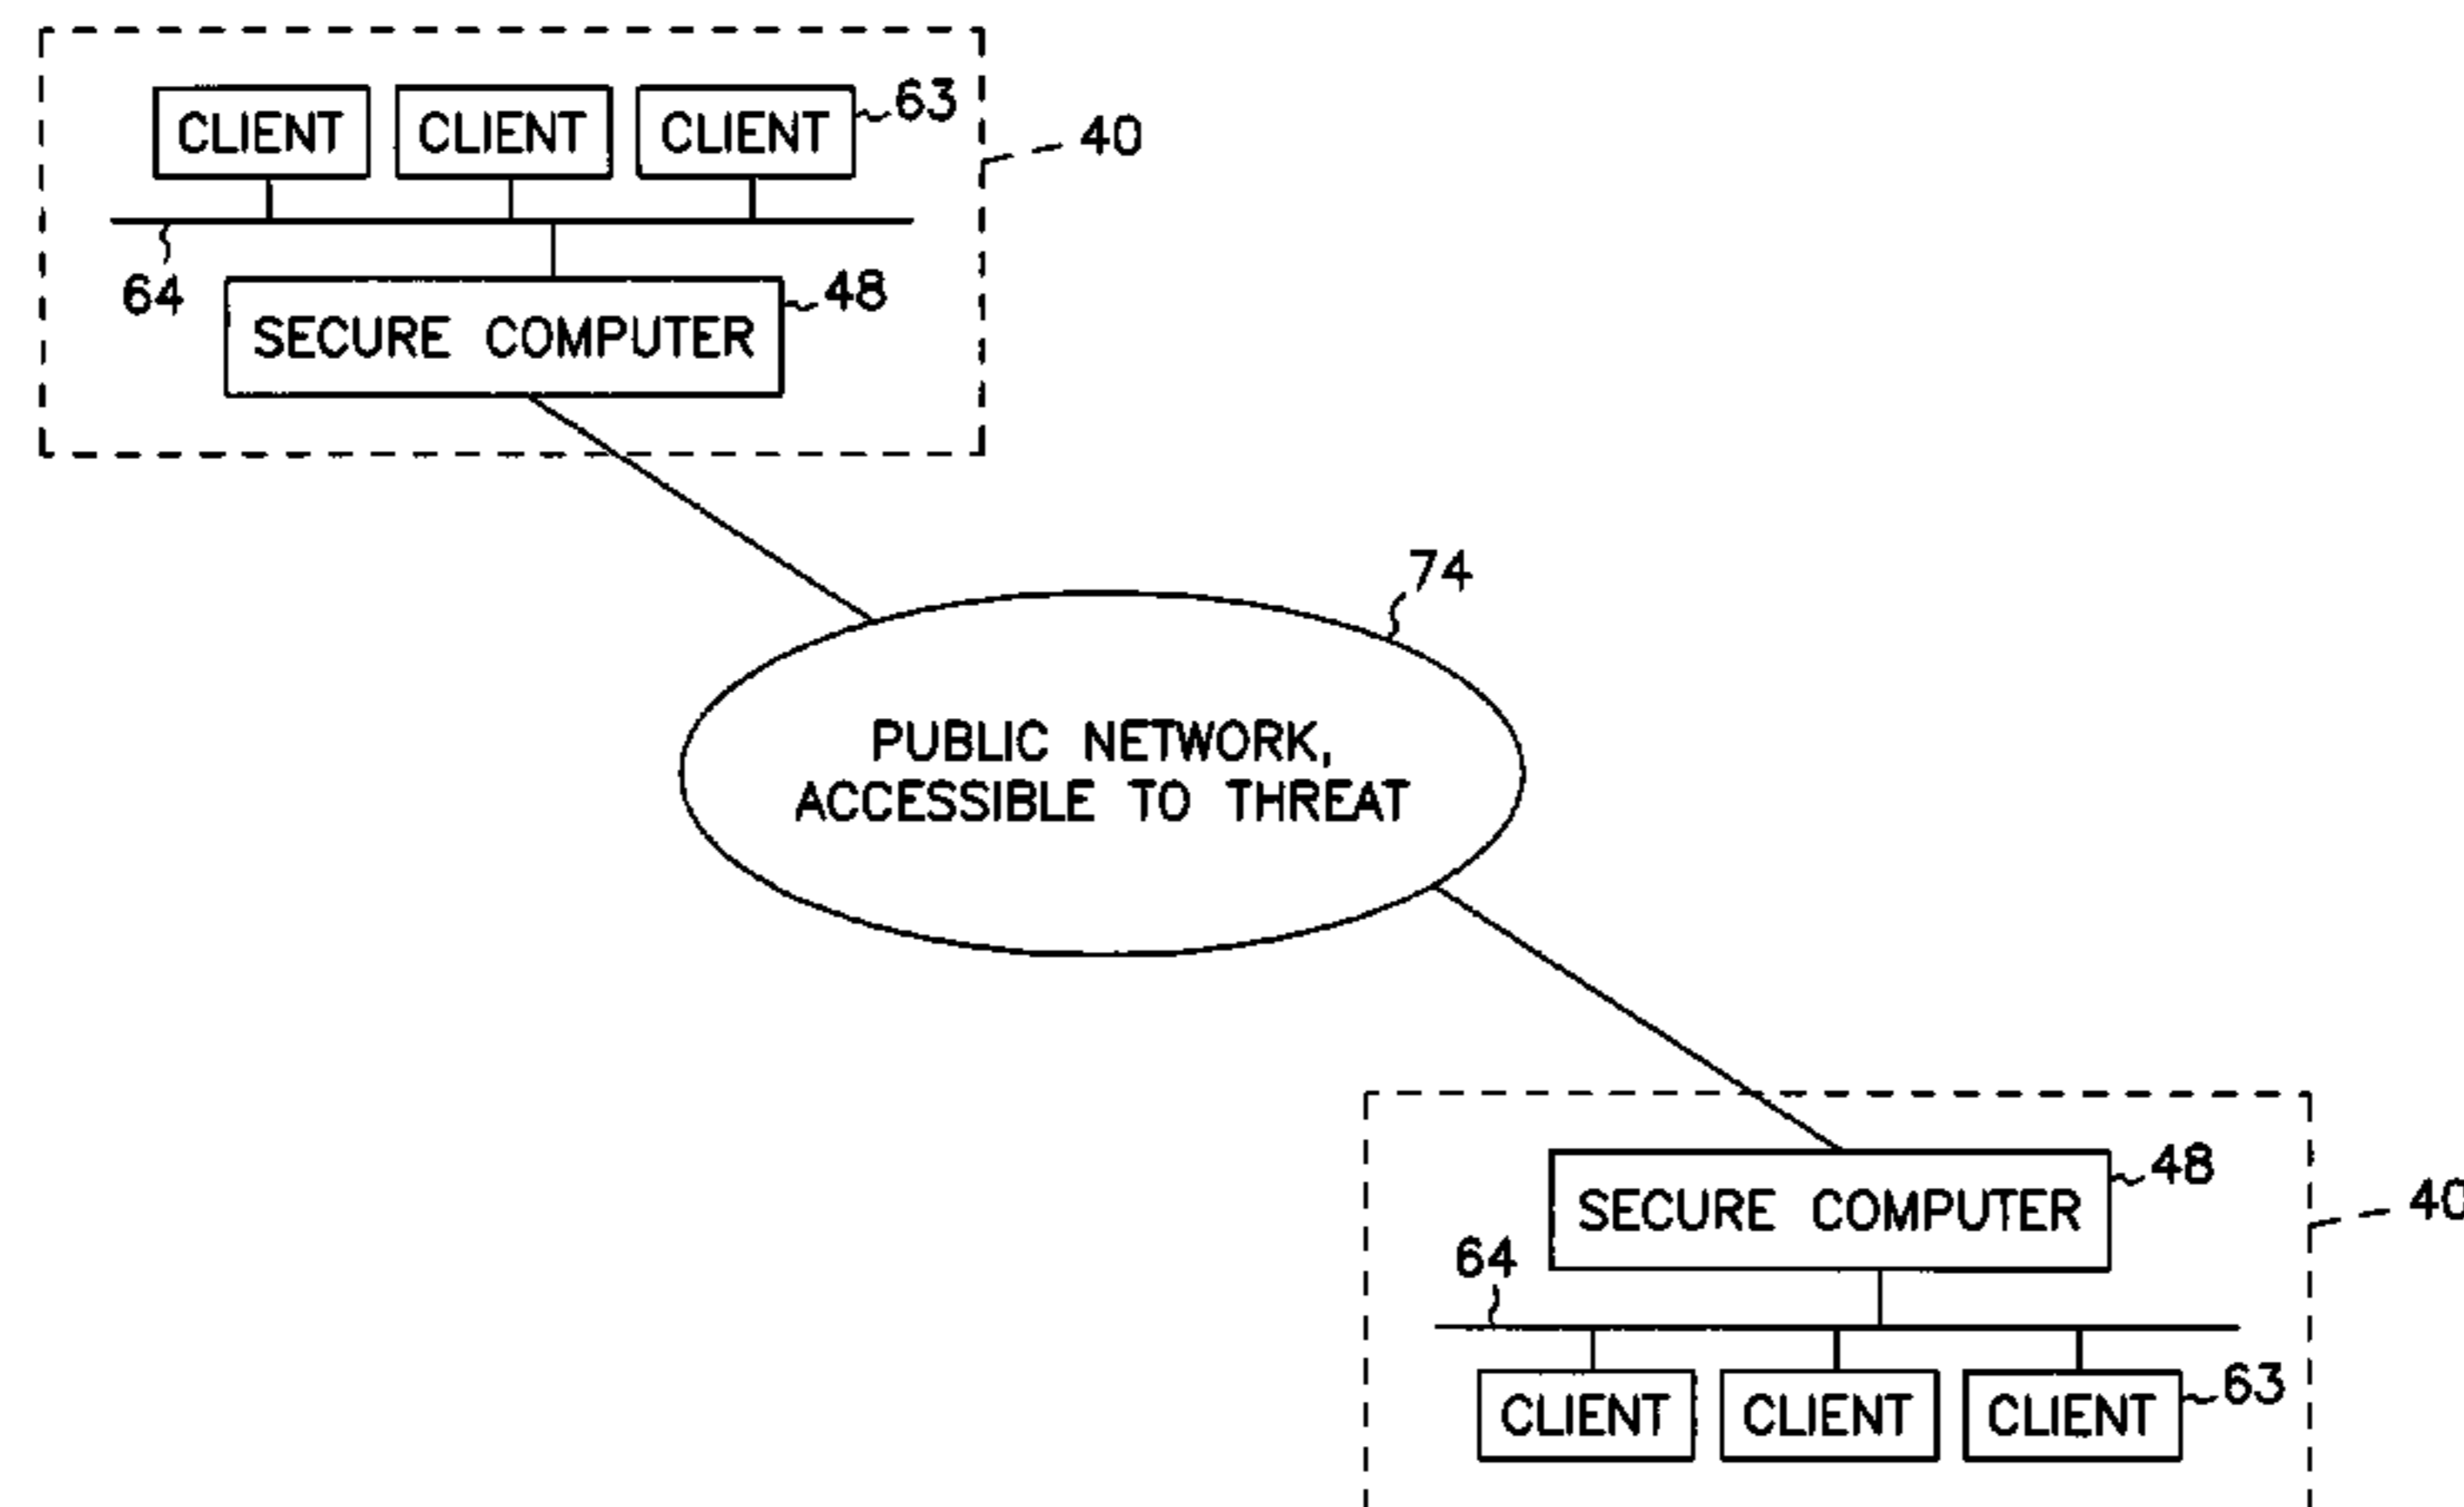 CLIENT CLIENT CLIENT 63
40
64
48
SECURE COMPUTER
74
PUBLIC NETWORK,
ACCESSIBLE TO THREAT
48
SECURE COMPUTER
40
64
CLIENT CLIENT CLIENT 63